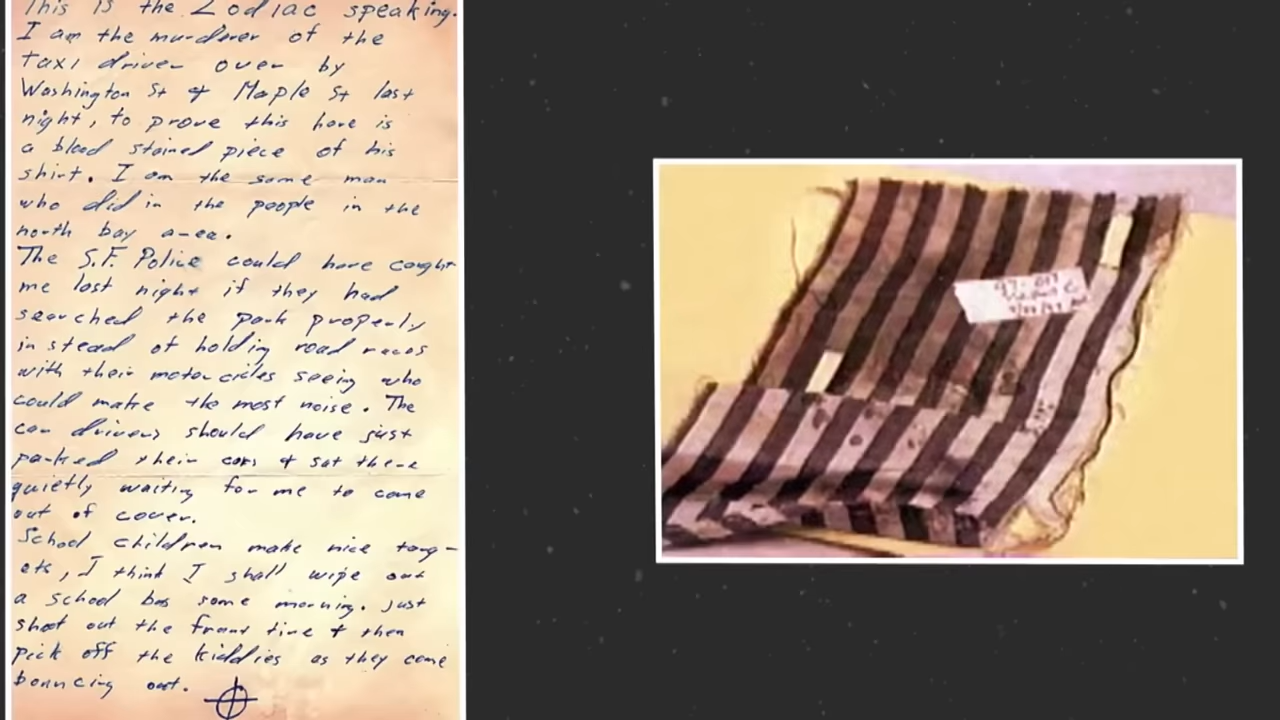 This is the Zodiac speaking.
I am the murderer of the
taxi driver over by
Washington St & Maple St last
night, to prove this here is
a blood stained piece of his
shirt. I am the same man
who did in the people in the
north bay area.
The S.F. Police could have caught
me last night if they had
searched the park properly
in stead of holding road races
with their motorcicles seeing who
could make the most noise. The
car drivers should have just
parked their cars & sat there
quietly waiting for me to come
out of cover.
School children make nice targ-
ets, I think I shall wipe out
a school bus some morning. Just
shoot out the front tire & then
pick off the kiddies as they come
bouncing out.